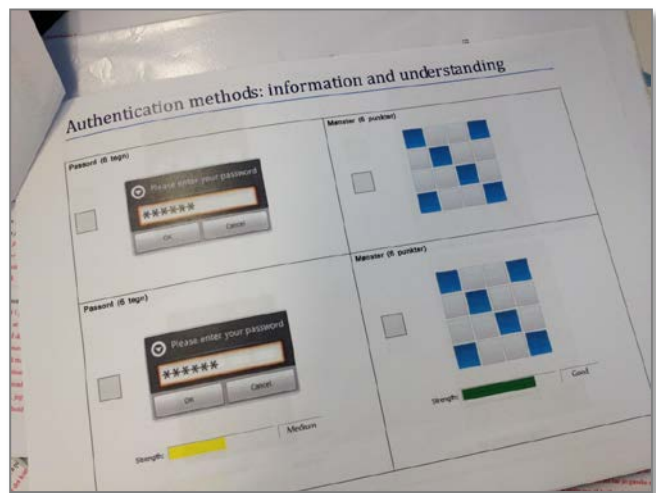 Authentication methods: information and understanding
Passord (6 tegn)
Please enter your password
******
OK
Cancel
Mønster (6 punkter)
Passord (6 tegn)
Please enter your password
******
OK
Cancel
Strength:
Medium
Mønster (6 punkter)
Strength:
Good